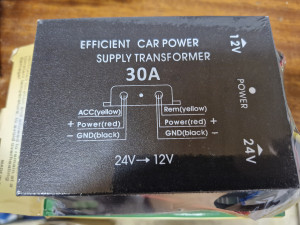 EFFICIENT CAR POWER
SUPPLY TRANSFORMER
30A
ACC(yellow) Rem(yellow)
+ Power(red) Power(red) +
− GND(black) GND(black) −
24V→12V
12V
POWER
24V